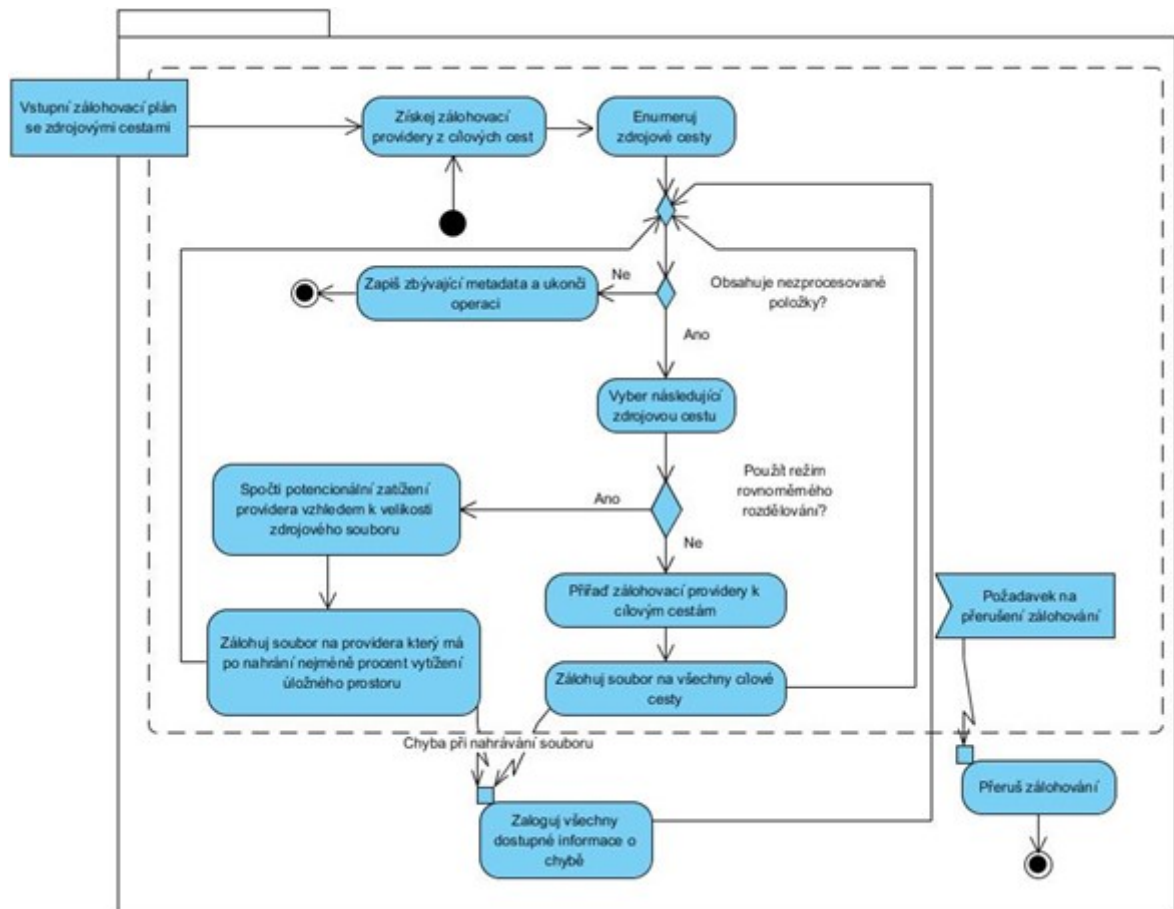 Vstupní zálohovací plán
se zdrojovými cestami
Získej zálohovací
providery z cílových cest
Enumeruj
zdrojové cesty
Zapiš zbývající metadata a ukonči
operaci
Ne
Obsahuje nezprocesované
položky?
Ano
Vyber následující
zdrojovou cestu
Použít režim
rovnoměrného
rozdělování?
Ano
Spočti potencionální zatížení
providera vzhledem k velikosti
zdrojového souboru
Ne
Přiřaď zálohovací providery k
cílovým cestám
Požadavek na
přerušení zálohování
Zálohuj soubor na providera který má
po nahrání nejméně procent vytížení
úložného prostoru
Zálohuj soubor na všechny cílové
cesty
Chyba při nahrávání souboru
Přeruš zálohování
Zaloguj všechny
dostupné informace o
chybě